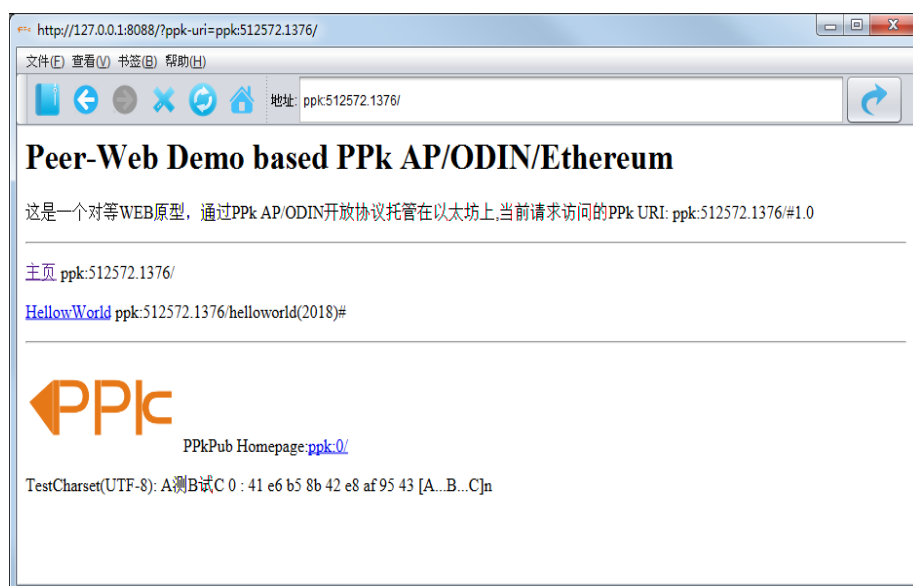 http://127.0.0.1:8088/?ppk-uri=ppk:512572.1376/
文件(F) 查看(V) 书签(B) 帮助(H)
地址: ppk:512572.1376/
Peer-Web Demo based PPk AP/ODIN/Ethereum
这是一个对等WEB原型，通过PPk AP/ODIN开放协议托管在以太坊上,当前请求访问的PPk URI: ppk:512572.1376/#1.0
主页 ppk:512572.1376/
HellowWorld ppk:512572.1376/helloworld(2018)#
PPk
PPkPub Homepage:ppk:0/
TestCharset(UTF-8): A测B试C 0 : 41 e6 b5 8b 42 e8 af 95 43 [A...B...C]n